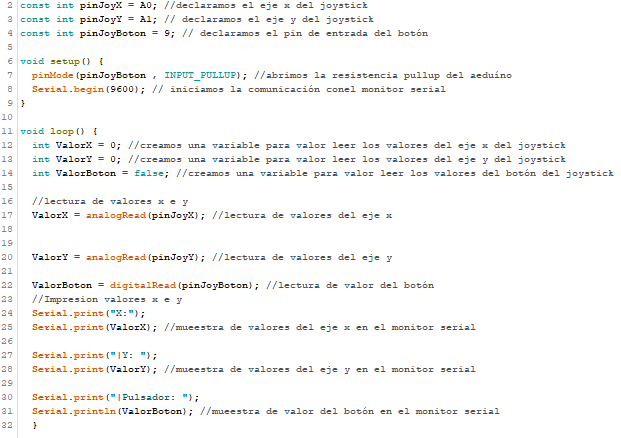 2 const int pinJoyX = A0; //declaramos el eje x del joystick
3 const int pinJoyY = A1; // declaramos el eje y del joystick
4 const int pinJoyBoton = 9; // declaramos el pin de entrada del botón
5
6 void setup() {
7 pinMode(pinJoyBoton , INPUT_PULLUP); //abrimos la resistencia pullup del aeduíno
8 Serial.begin(9600); // iniciamos la comunicación conel monitor serial
9 }
10
11 void loop() {
12 int ValorX = 0; //creamos una variable para valor leer los valores del eje x del joystick
13 int ValorY = 0; //creamos una variable para valor leer los valores del eje y del joystick
14 int ValorBoton = false; //creamos una variable para valor leer los valores del botón del joystick
15
16 //lectura de valores x e y
17 ValorX = analogRead(pinJoyX); //lectura de valores del eje x
18
19
20 ValorY = analogRead(pinJoyY); //lectura de valores del eje y
21
22 ValorBoton = digitalRead(pinJoyBoton); //lectura de valor del botón
23 //Impresion valores x e y
24 Serial.print("X:");
25 Serial.print(ValorX); //mueestra de valores del eje x en el monitor serial
26
27 Serial.print("|Y: ");
28 Serial.print(ValorY); //mueestra de valores del eje y en el monitor serial
29
30 Serial.print("|Pulsador: ");
31 Serial.println(ValorBoton); //mueestra de valor del botón en el monitor serial
32 }